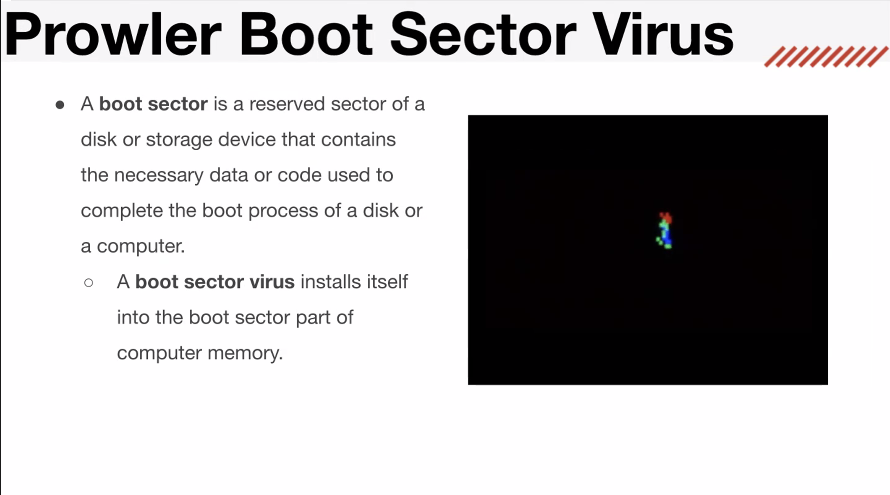 Prowler Boot Sector Virus
● A boot sector is a reserved sector of a
disk or storage device that contains
the necessary data or code used to
complete the boot process of a disk or
a computer.
○ A boot sector virus installs itself
into the boot sector part of
computer memory.